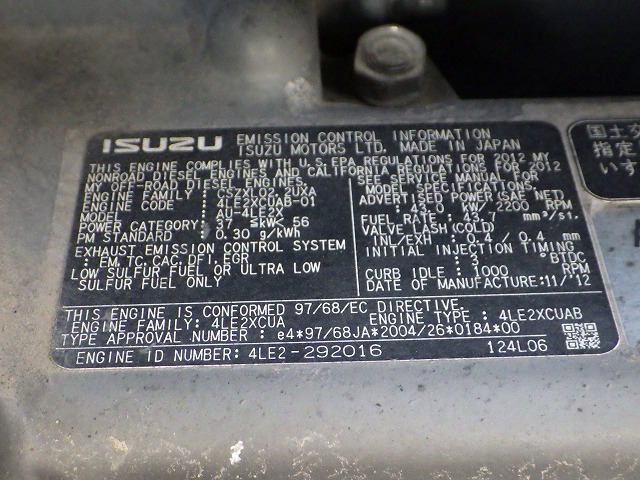 ISUZU EMISSION CONTROL INFORMATION
ISUZU MOTORS LTD. MADE IN JAPAN
THIS ENGINE COMPLIES WITH U.S.EPA REGULATIONS FOR 2012 MY
NONROAD DIESEL ENGINES AND CALIFORNIA REGULATIONS FOR 2012
MY OFF-ROAD DIESEL ENGINES.
ENGINE FAMILY : CSZXL02.2UXA
ENGINE CODE : 4LE2XCUAB-01
MODEL : AU-4LE2X
POWER CATEGORY: 37 ≤kW< 56
PM STANDARD : 0.30 g/kWh
EXHAUST EMISSION CONTROL SYSTEM
: EM,TC,CAC,DFI,EGR
LOW SULFUR FUEL OR ULTRA LOW
SULFUR FUEL ONLY
SEE SERVICE MANUAL FOR
MODEL SPECIFICATIONS.
ADVERTISED POWER(SAE NET)
: 43.0 kW/ 2200 RPM
FUEL RATE: 43.7 mm³/st.
VALVE LASH(COLD)
INL/EXH :0.4/ 0.4 mm
INITIAL INJECTION TIMING
: 3 °BTDC
CURB IDLE : 1000 RPM
DATE OF MANUFACTURE:11/'12
THIS ENGINE IS CONFORMED 97/68/EC DIRECTIVE.
ENGINE FAMILY: 4LE2XCUA ENGINE TYPE : 4LE2XCUAB
TYPE APPROVAL NUMBER : e4*97/68JA*2004/26*0184*00
ENGINE ID NUMBER: 4LE2-292016 124L06
国土交
指定
いすゞ